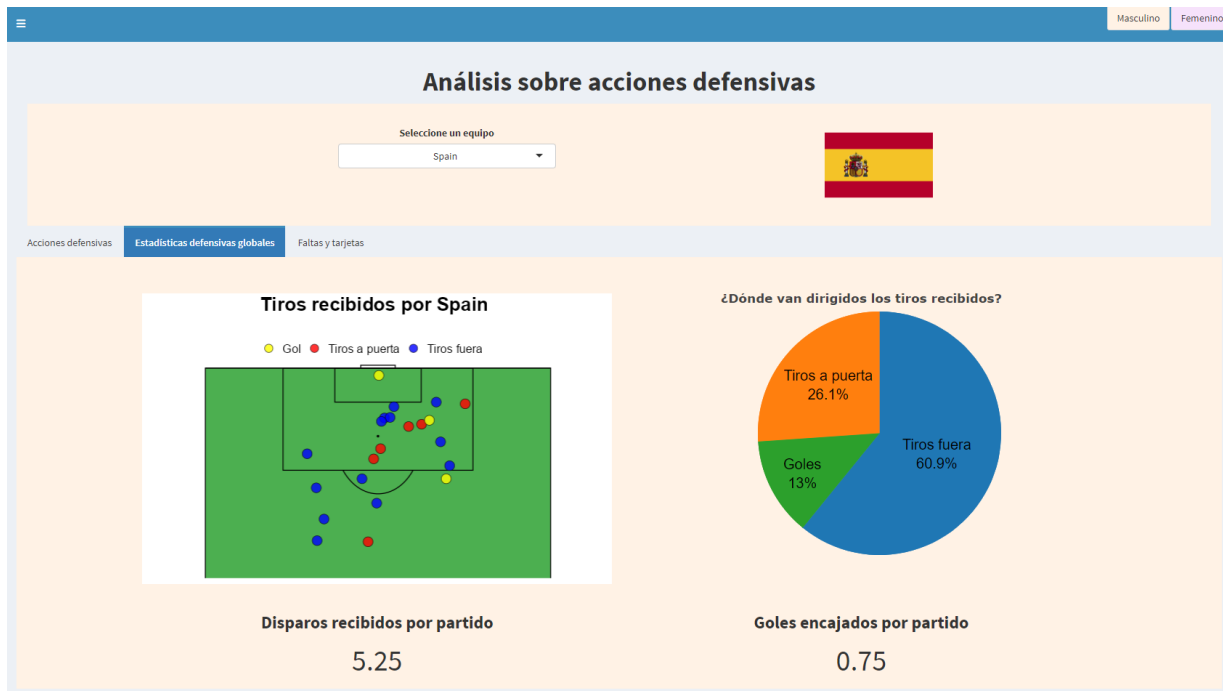 Masculino Femenino
Análisis sobre acciones defensivas
Seleccione un equipo
Spain
Acciones defensivas Estadísticas defensivas globales Faltas y tarjetas
Tiros recibidos por Spain
Gol Tiros a puerta Tiros fuera
¿Dónde van dirigidos los tiros recibidos?
Tiros a puerta
26.1%
Tiros fuera
60.9%
Goles
13%
Disparos recibidos por partido
5.25
Goles encajados por partido
0.75